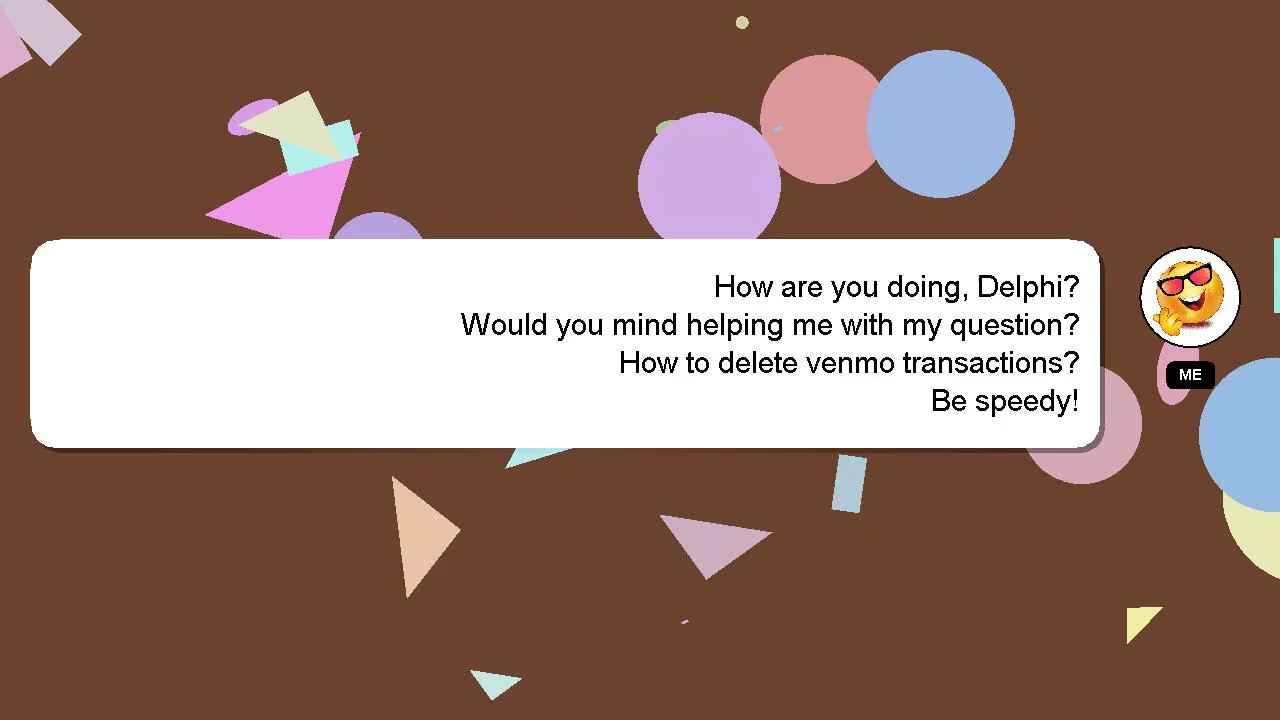 How are you doing, Delphi?
Would you mind helping me with my question?
How to delete venmo transactions?
Be speedy!
ME